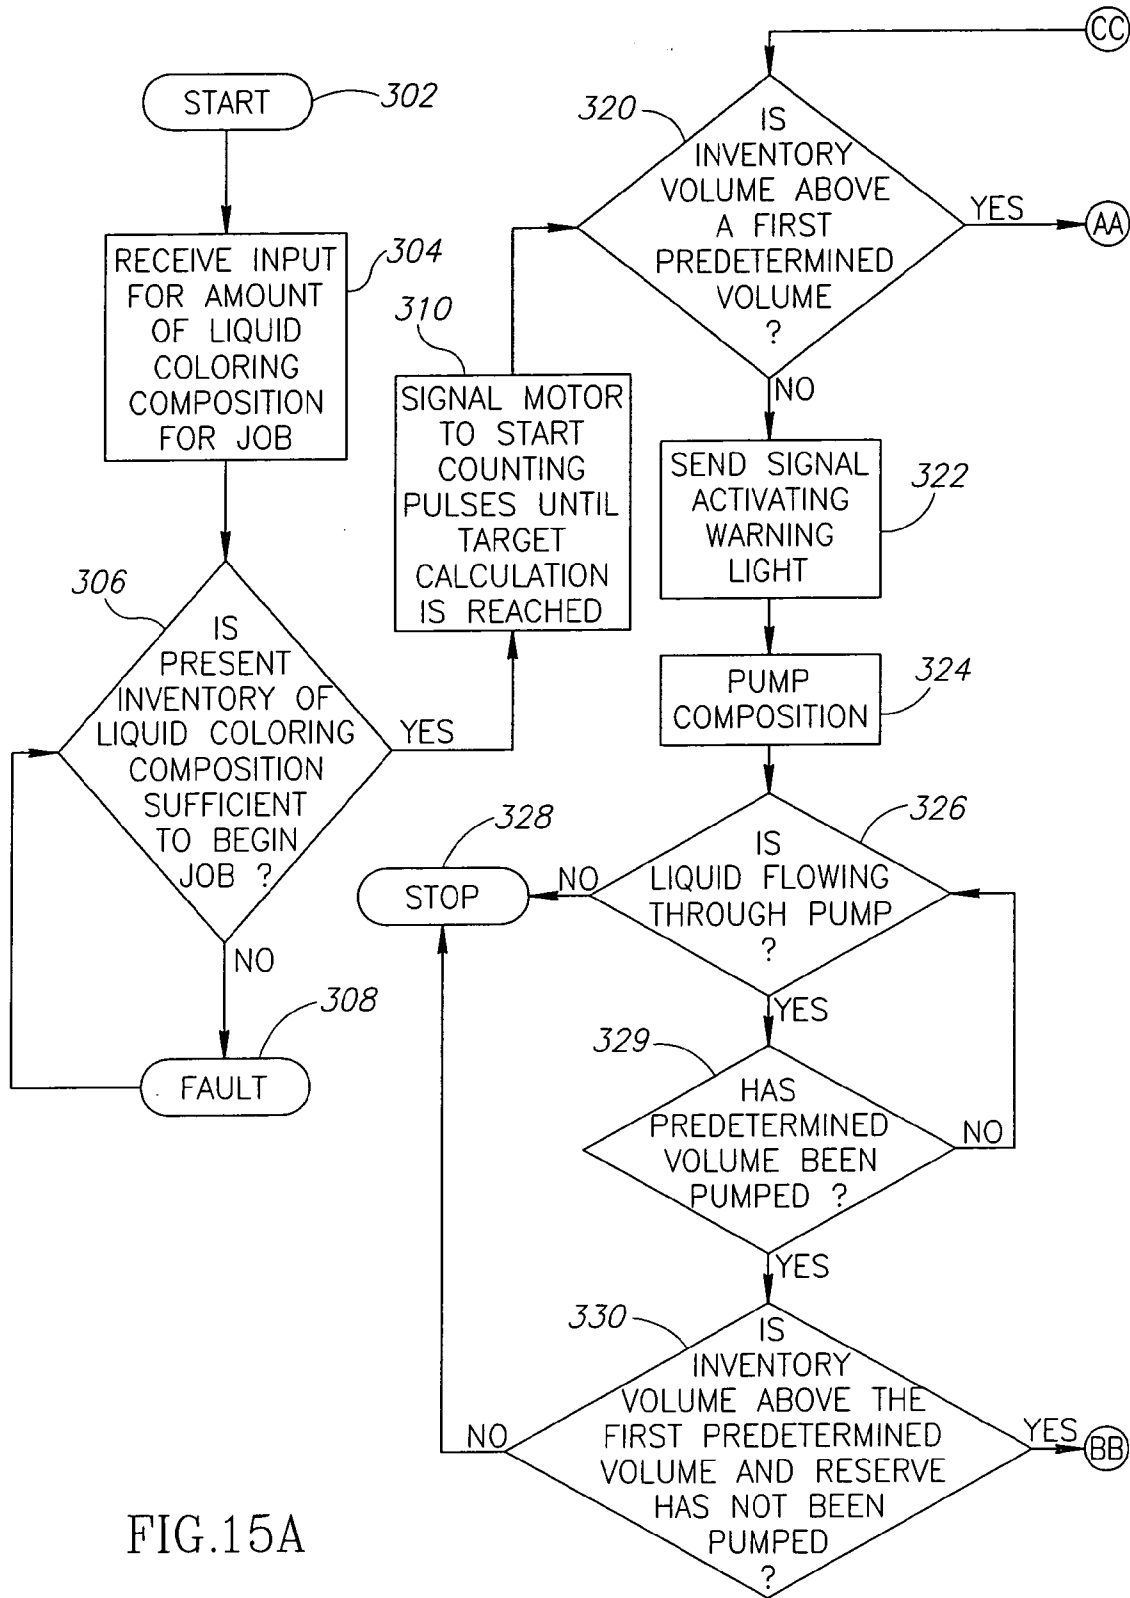 START
302
RECEIVE INPUT
FOR AMOUNT
OF LIQUID
COLORING
COMPOSITION
FOR JOB
304
306
IS
PRESENT
INVENTORY OF
LIQUID COLORING
COMPOSITION
SUFFICIENT
TO BEGIN
JOB ?
YES
NO
308
FAULT
310
SIGNAL MOTOR
TO START
COUNTING
PULSES UNTIL
TARGET
CALCULATION
IS REACHED
CC
320
IS
INVENTORY
VOLUME ABOVE
A FIRST
PREDETERMINED
VOLUME
?
YES
AA
NO
SEND SIGNAL
ACTIVATING
WARNING
LIGHT
322
PUMP
COMPOSITION
324
326
IS
LIQUID FLOWING
THROUGH PUMP
?
NO
328
STOP
YES
329
HAS
PREDETERMINED
VOLUME BEEN
PUMPED ?
NO
YES
330
IS
INVENTORY
VOLUME ABOVE THE
FIRST PREDETERMINED
VOLUME AND RESERVE
HAS NOT BEEN
PUMPED
?
NO
YES
BB
FIG.15A